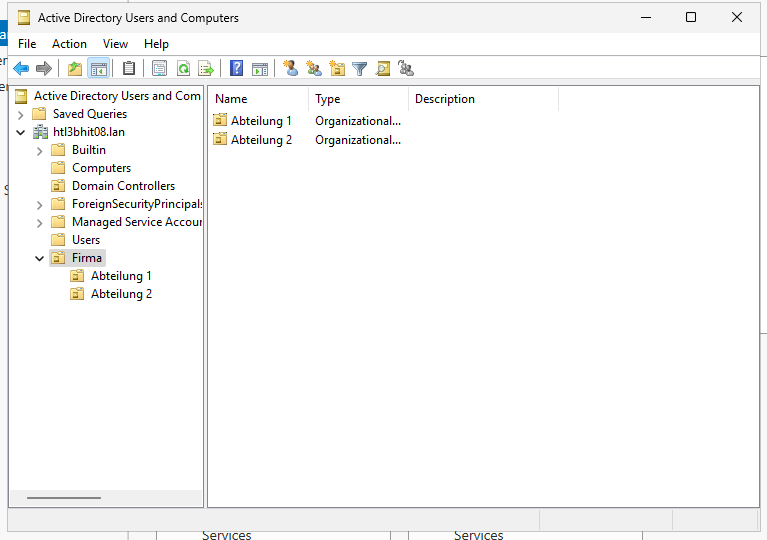 Active Directory Users and Computers
File Action View Help
Active Directory Users and Com
Saved Queries
htl3bhit08.lan
Builtin
Computers
Domain Controllers
ForeignSecurityPrincipals
Managed Service Accour
Users
Firma
Abteilung 1
Abteilung 2
Name Type Description
Abteilung 1 Organizational...
Abteilung 2 Organizational...
Services Services